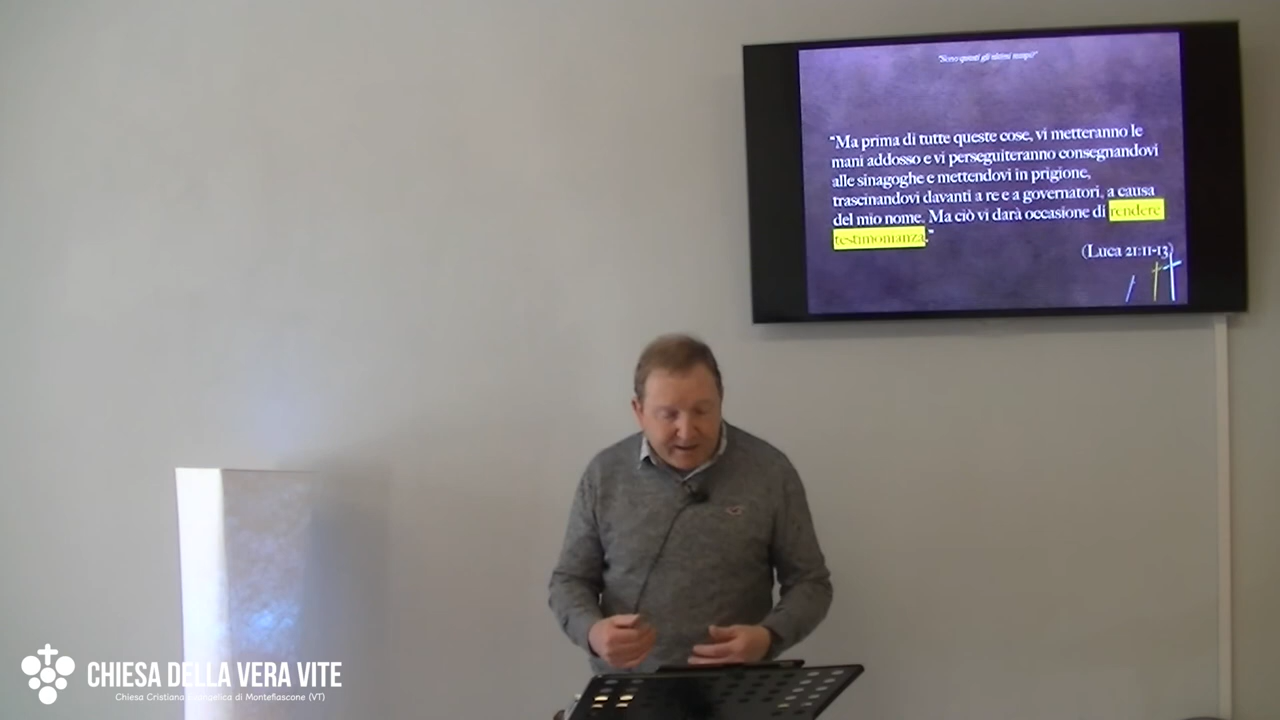 "Sono questi gli ultimi tempi?"
"Ma prima di tutte queste cose, vi metteranno le
mani addosso e vi perseguiteranno consegnandovi
alle sinagoghe e mettendovi in prigione,
trascinandovi davanti a re e a governatori, a causa
del mio nome. Ma ciò vi darà occasione di rendere
testimonianza."
(Luca 21:11-13)
CHIESA DELLA VERA VITE
Chiesa Cristiana Evangelica di Montefiascone (VT)